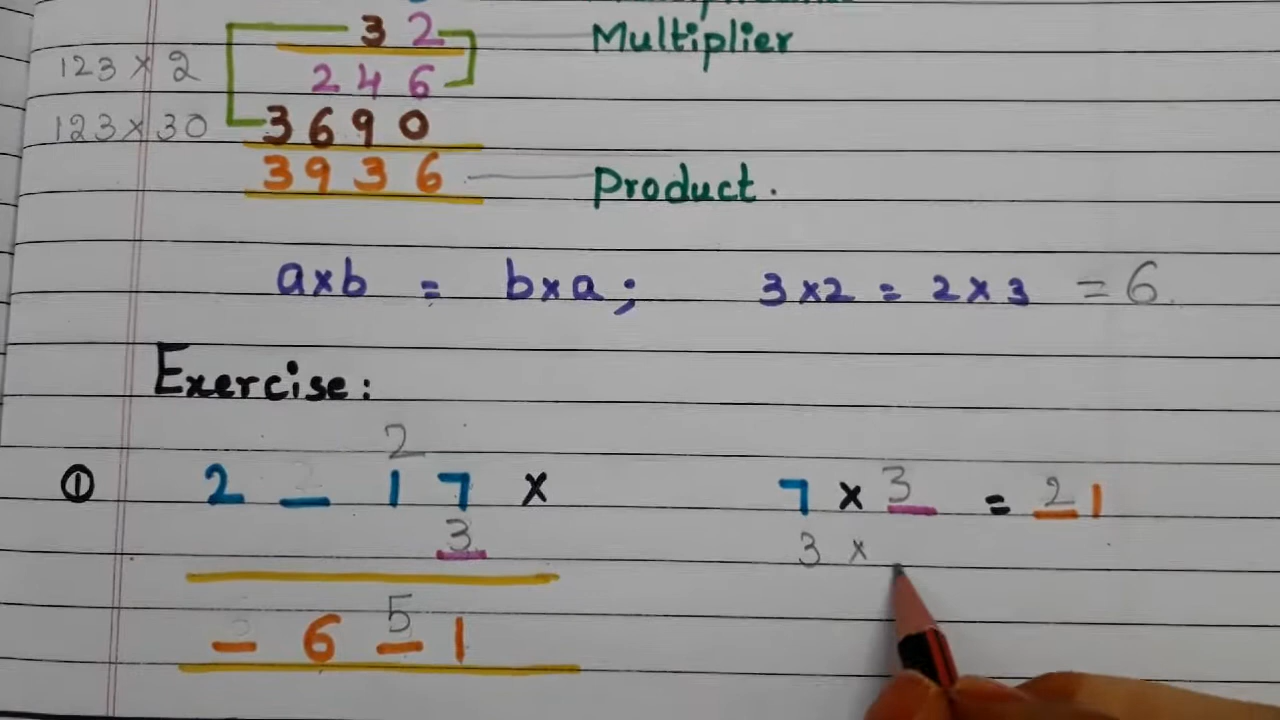 3 2 Multiplier
123 × 2 2 4 6
123 × 30 3 6 9 0
3 9 3 6 Product.
a×b = b×a; 3×2 = 2×3 = 6
Exercise:
2
① 2 _ 1 7 × 7 × 3 = 2 1
3 3 ×
_ 6 5 1